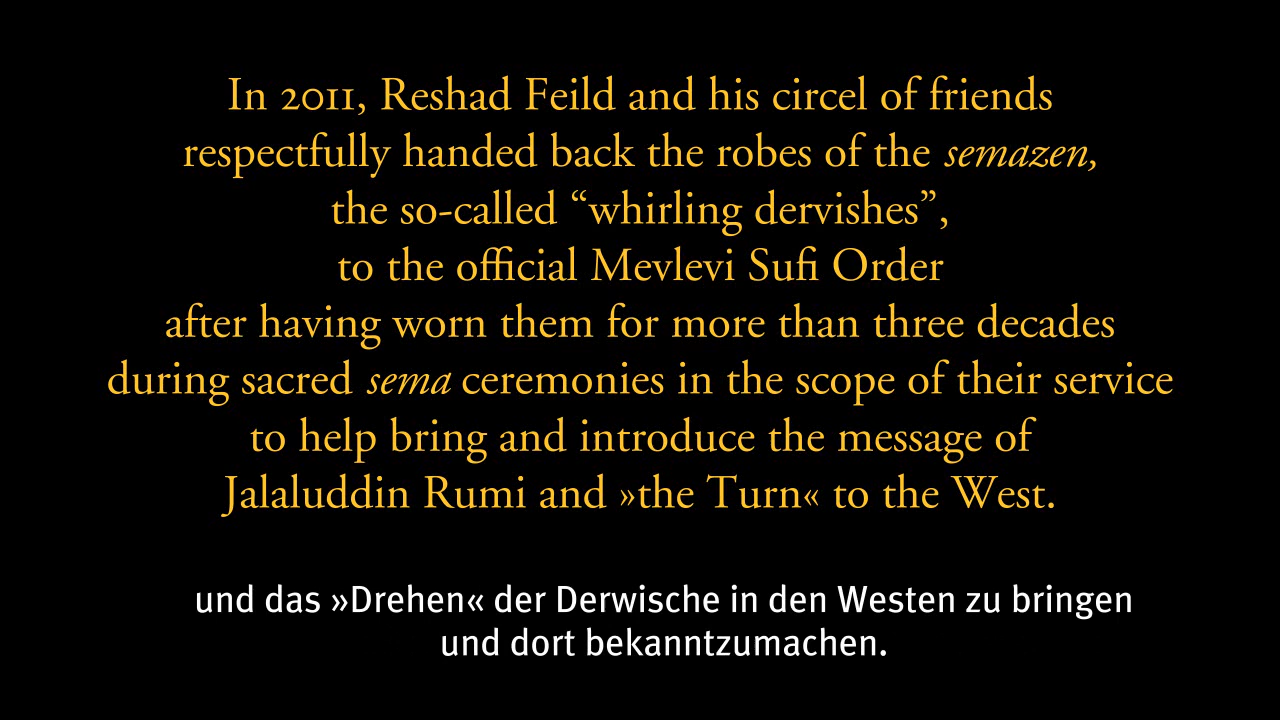 In 2011, Reshad Feild and his circel of friends
respectfully handed back the robes of the semazen,
the so-called “whirling dervishes”,
to the official Mevlevi Sufi Order
after having worn them for more than three decades
during sacred sema ceremonies in the scope of their service
to help bring and introduce the message of
Jalaluddin Rumi and »the Turn« to the West.
und das »Drehen« der Derwische in den Westen zu bringen
und dort bekanntzumachen.